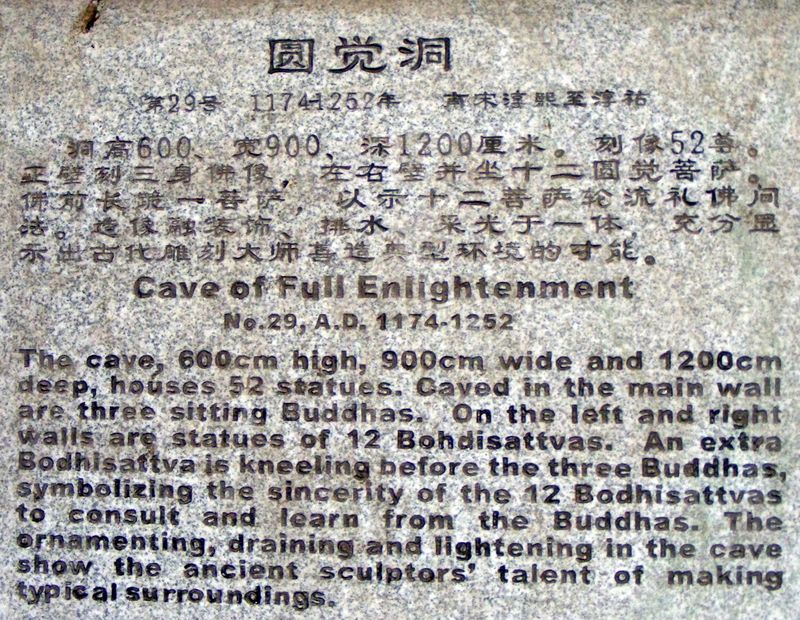 圆觉洞
第29号 1174-1252年 南宋淳熙至淳祐
洞高600、宽900、深1200厘米。刻像52尊。
正壁刻三身佛像，左右壁并坐十二圆觉菩萨。
佛前长跪一菩萨，以示十二菩萨轮流礼佛问
法。造像融装饰、排水、采光于一体，充分显
示出古代雕刻大师善造典型环境的才能。
Cave of Full Enlightenment
No.29, A.D. 1174-1252
The cave, 600cm high, 900cm wide and 1200cm
deep, houses 52 statues. Caved in the main wall
are three sitting Buddhas. On the left and right
walls are statues of 12 Bohdisattvas. An extra
Bodhisattva is kneeling before the three Buddhas,
symbolizing the sincerity of the 12 Bodhisattvas
to consult and learn from the Buddhas. The
ornamenting, draining and lightening in the cave
show the ancient sculptors' talent of making
typical surroundings.